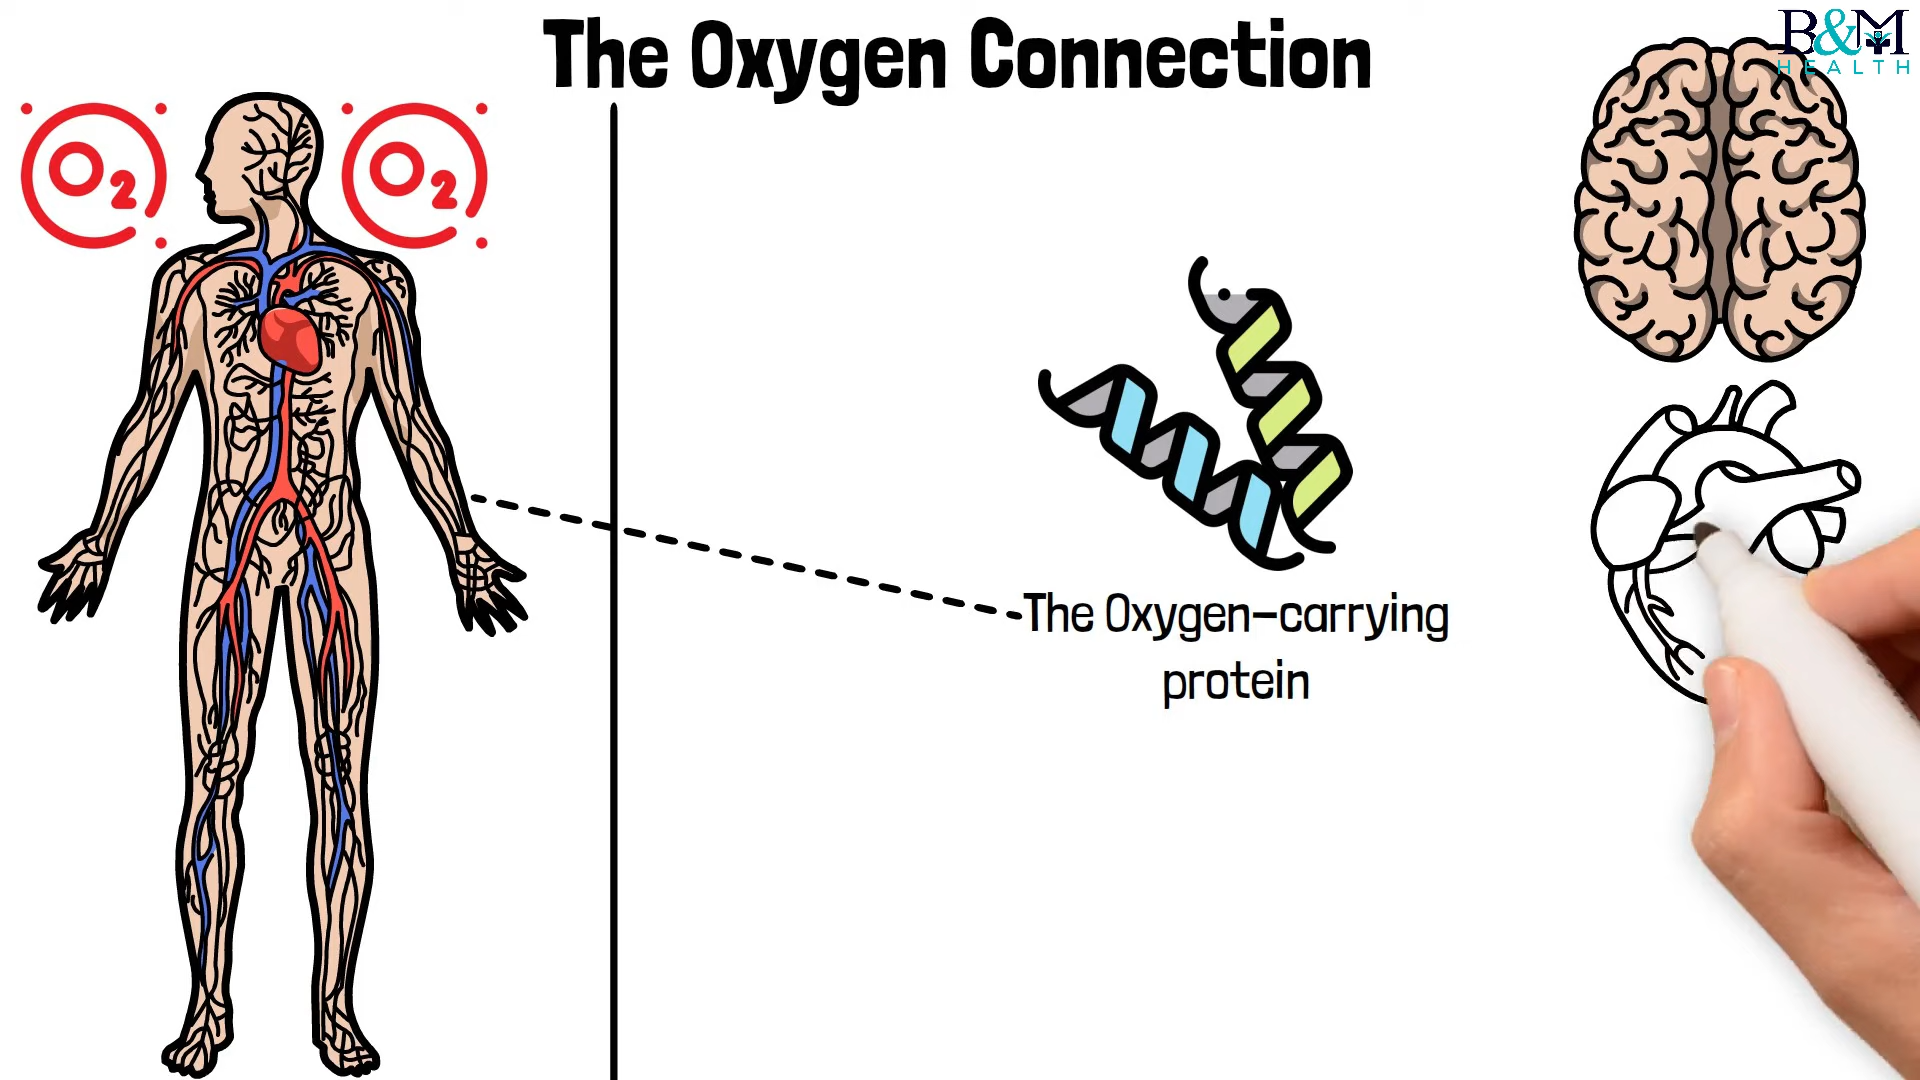 The Oxygen Connection
B&M
HEALTH
O2
O2
The Oxygen-carrying
protein